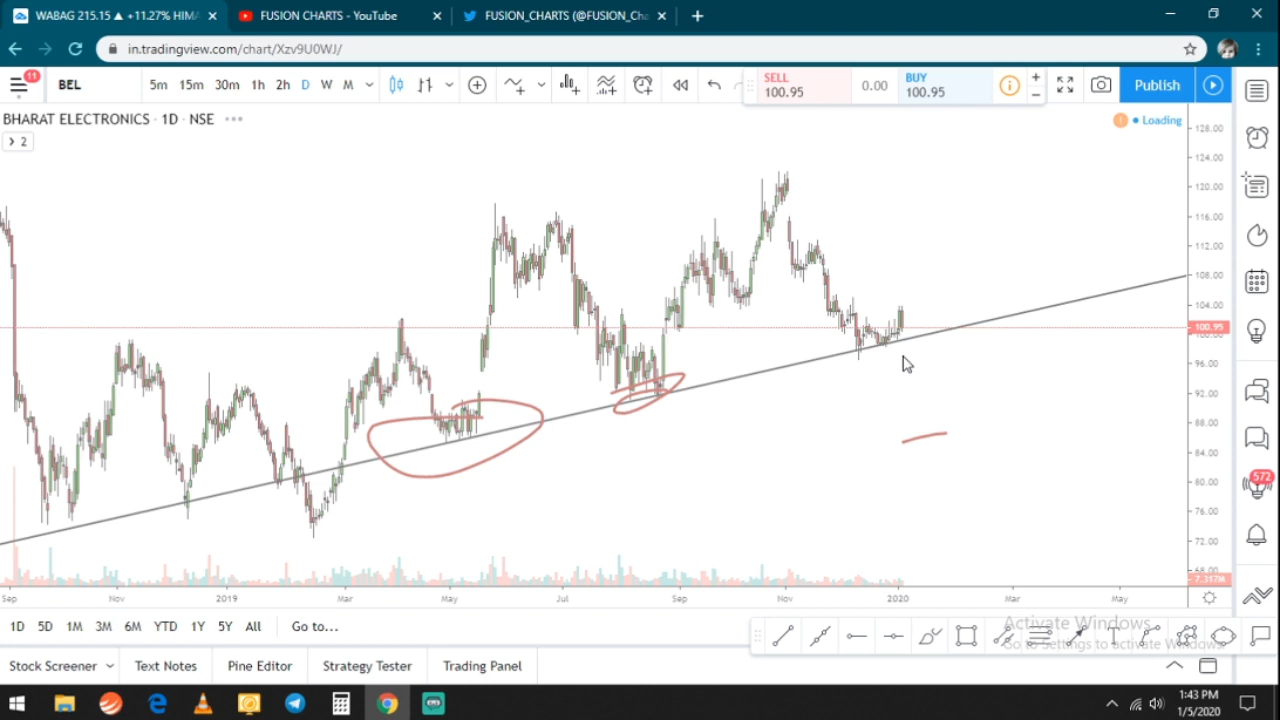 WABAG 215.15 ▲ +11.27% HIMA
FUSION CHARTS - YouTube
FUSION_CHARTS (@FUSION_Cha
in.tradingview.com/chart/Xzv9U0WJ/
11
BEL
5m 15m 30m 1h 2h D W M
SELL
100.95
0.00
BUY
100.95
Publish
BHARAT ELECTRONICS · 1D · NSE
Loading
2
128.00
124.00
120.00
116.00
112.00
108.00
104.00
100.95
100.00
96.00
92.00
88.00
84.00
80.00
76.00
72.00
68.00
7.317M
572
Sep Nov 2019 Mar May Jul Sep Nov 2020 Mar May
1D 5D 1M 3M 6M YTD 1Y 5Y All Go to...
Activate Windows
Go to Settings to activate Windows.
Stock Screener Text Notes Pine Editor Strategy Tester Trading Panel
1:43 PM
1/5/2020